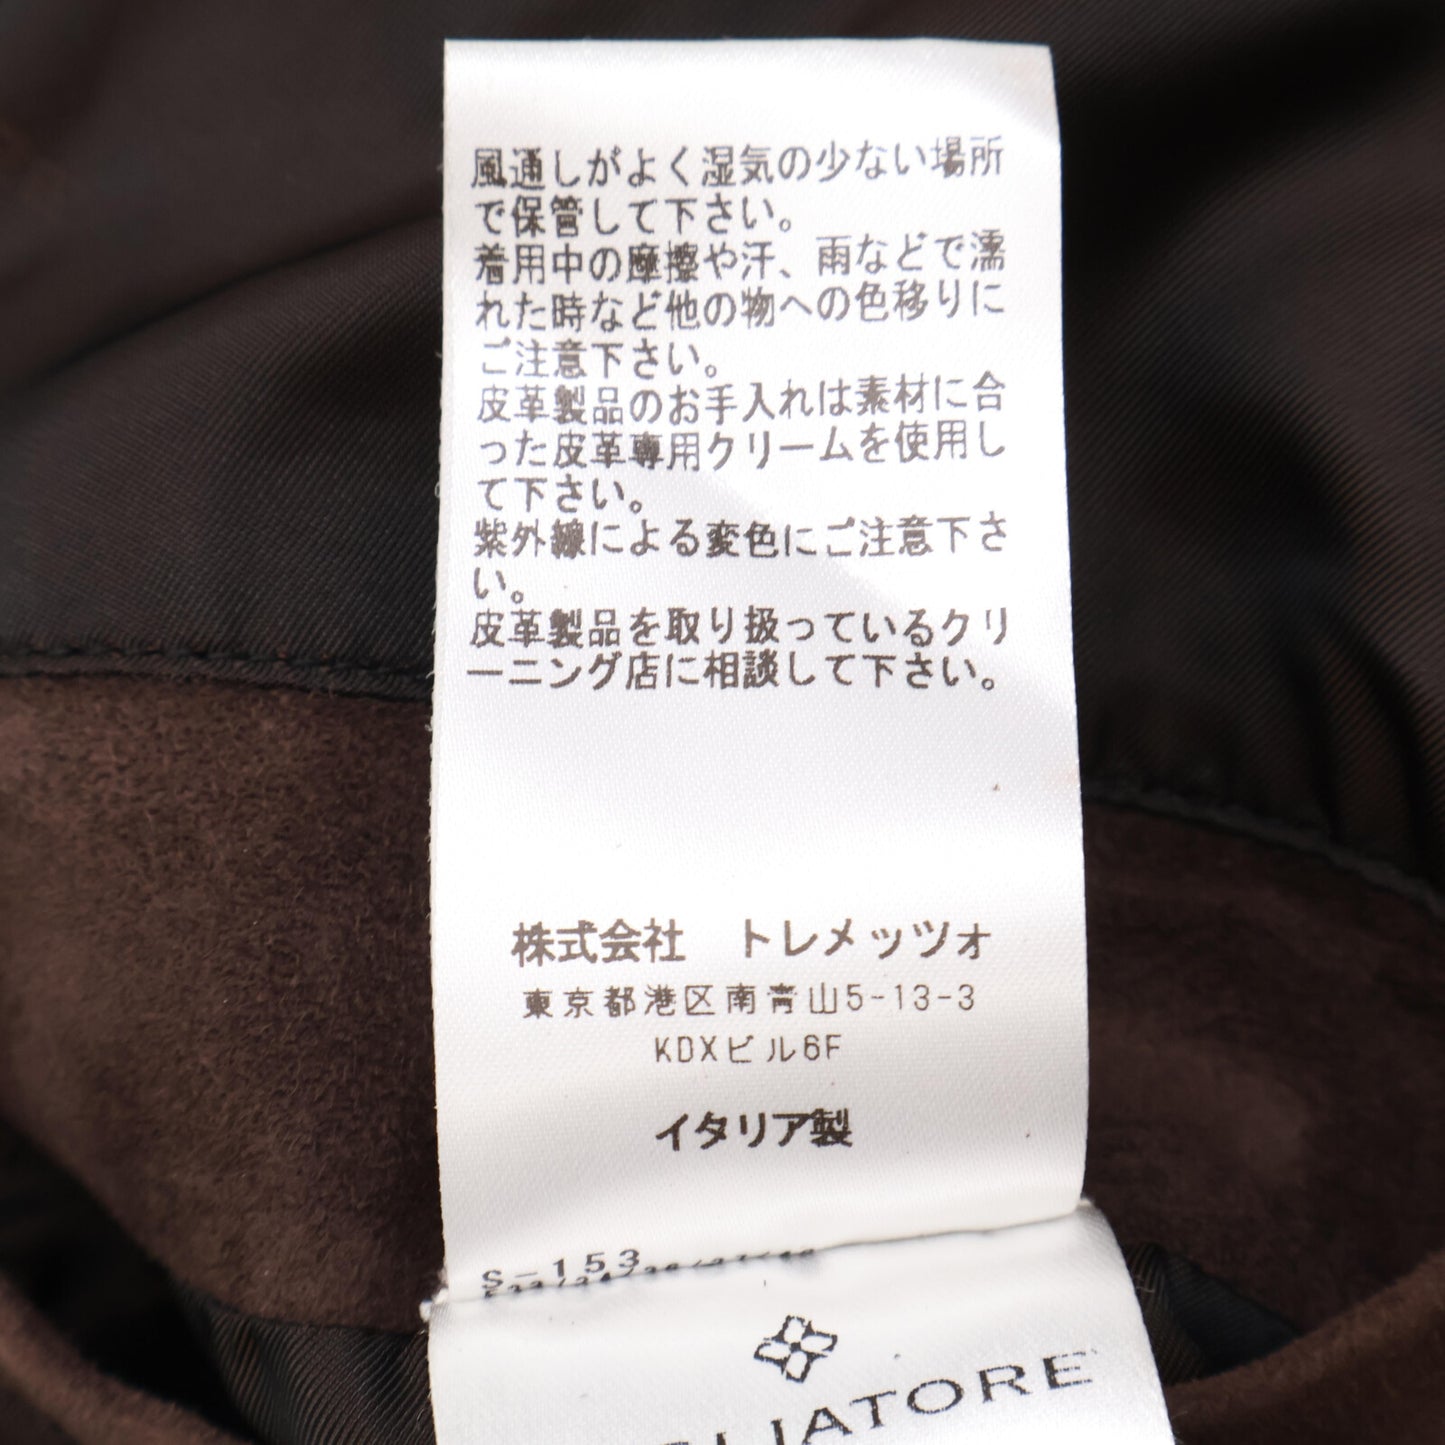 風通しがよく湿気の少ない場所
で保管して下さい。
着用中の摩擦や汗、雨などで濡
れた時など他の物への色移りに
ご注意下さい。
皮革製品のお手入れは素材に合
った皮革専用クリームを使用し
て下さい。
紫外線による変色にご注意下さ
い。
皮革製品を取り扱っているクリ
ーニング店に相談して下さい。
株式会社 トレメッツォ
東京都港区南青山5-13-3
KDXビル6F
イタリア製
S-153
LIATORE